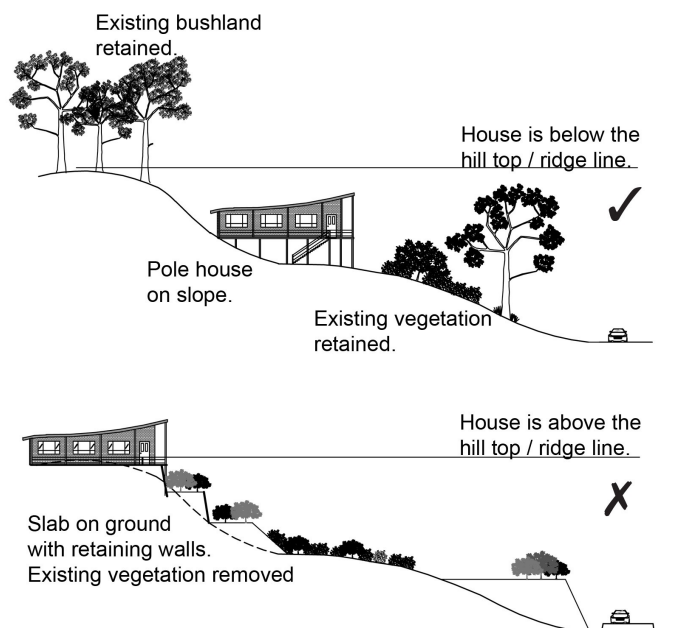 Existing bushland
retained.
House is below the
hill top / ridge line.
Pole house
on slope.
Existing vegetation
retained.
House is above the
hill top / ridge line.
Slab on ground
with retaining walls.
Existing vegetation removed